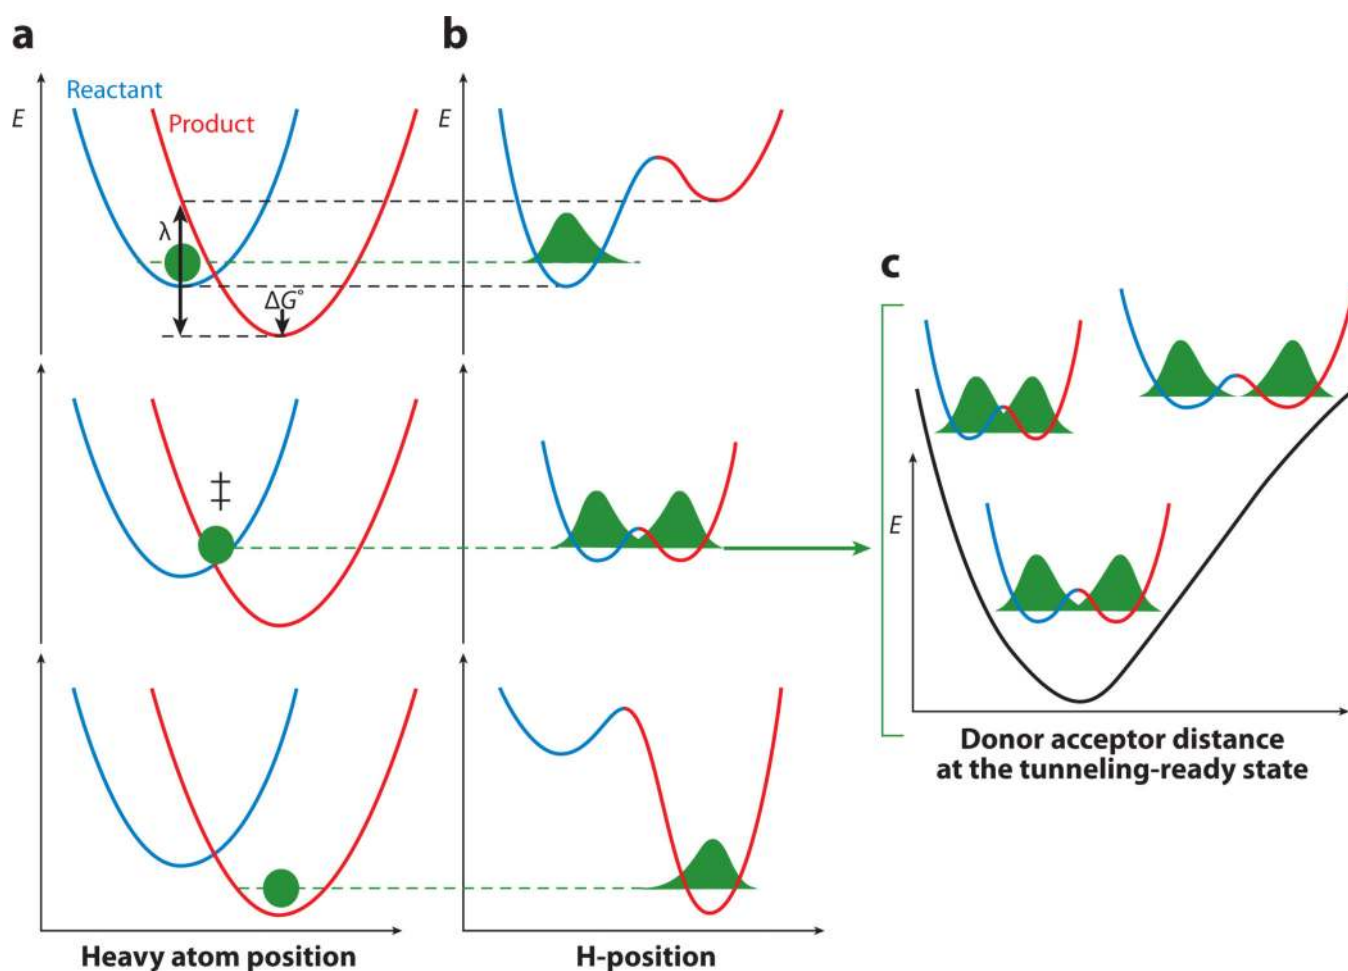 a
b
Reactant
E
Product
E
λ
ΔG°
c
‡
E
Donor acceptor distance
at the tunneling-ready state
Heavy atom position
H-position